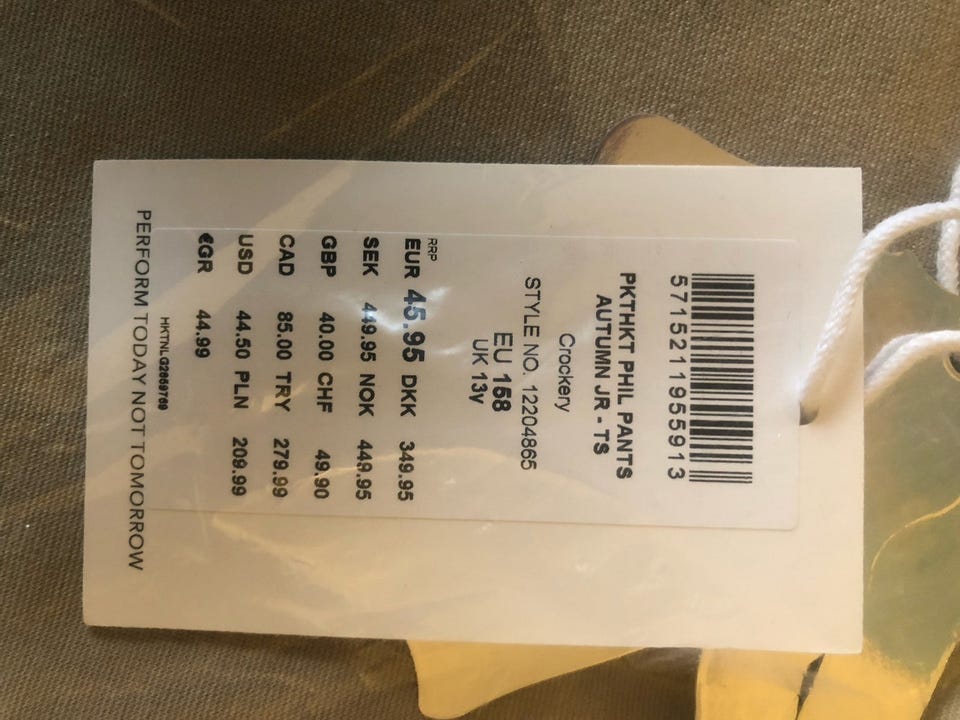 5715211955913
PKTHKT PHIL PANTS
AUTUMN JR - TS
Crockery
STYLE NO. 12204865
EU 158
UK 13y
RRP
EUR 45.95 DKK 349.95
SEK 449.95 NOK 449.95
GBP 40.00 CHF 49.90
CAD 85.00 TRY 279.99
USD 44.50 PLN 209.99
€GR 44.99
HKTNLG2659760
PERFORM TODAY NOT TOMORROW